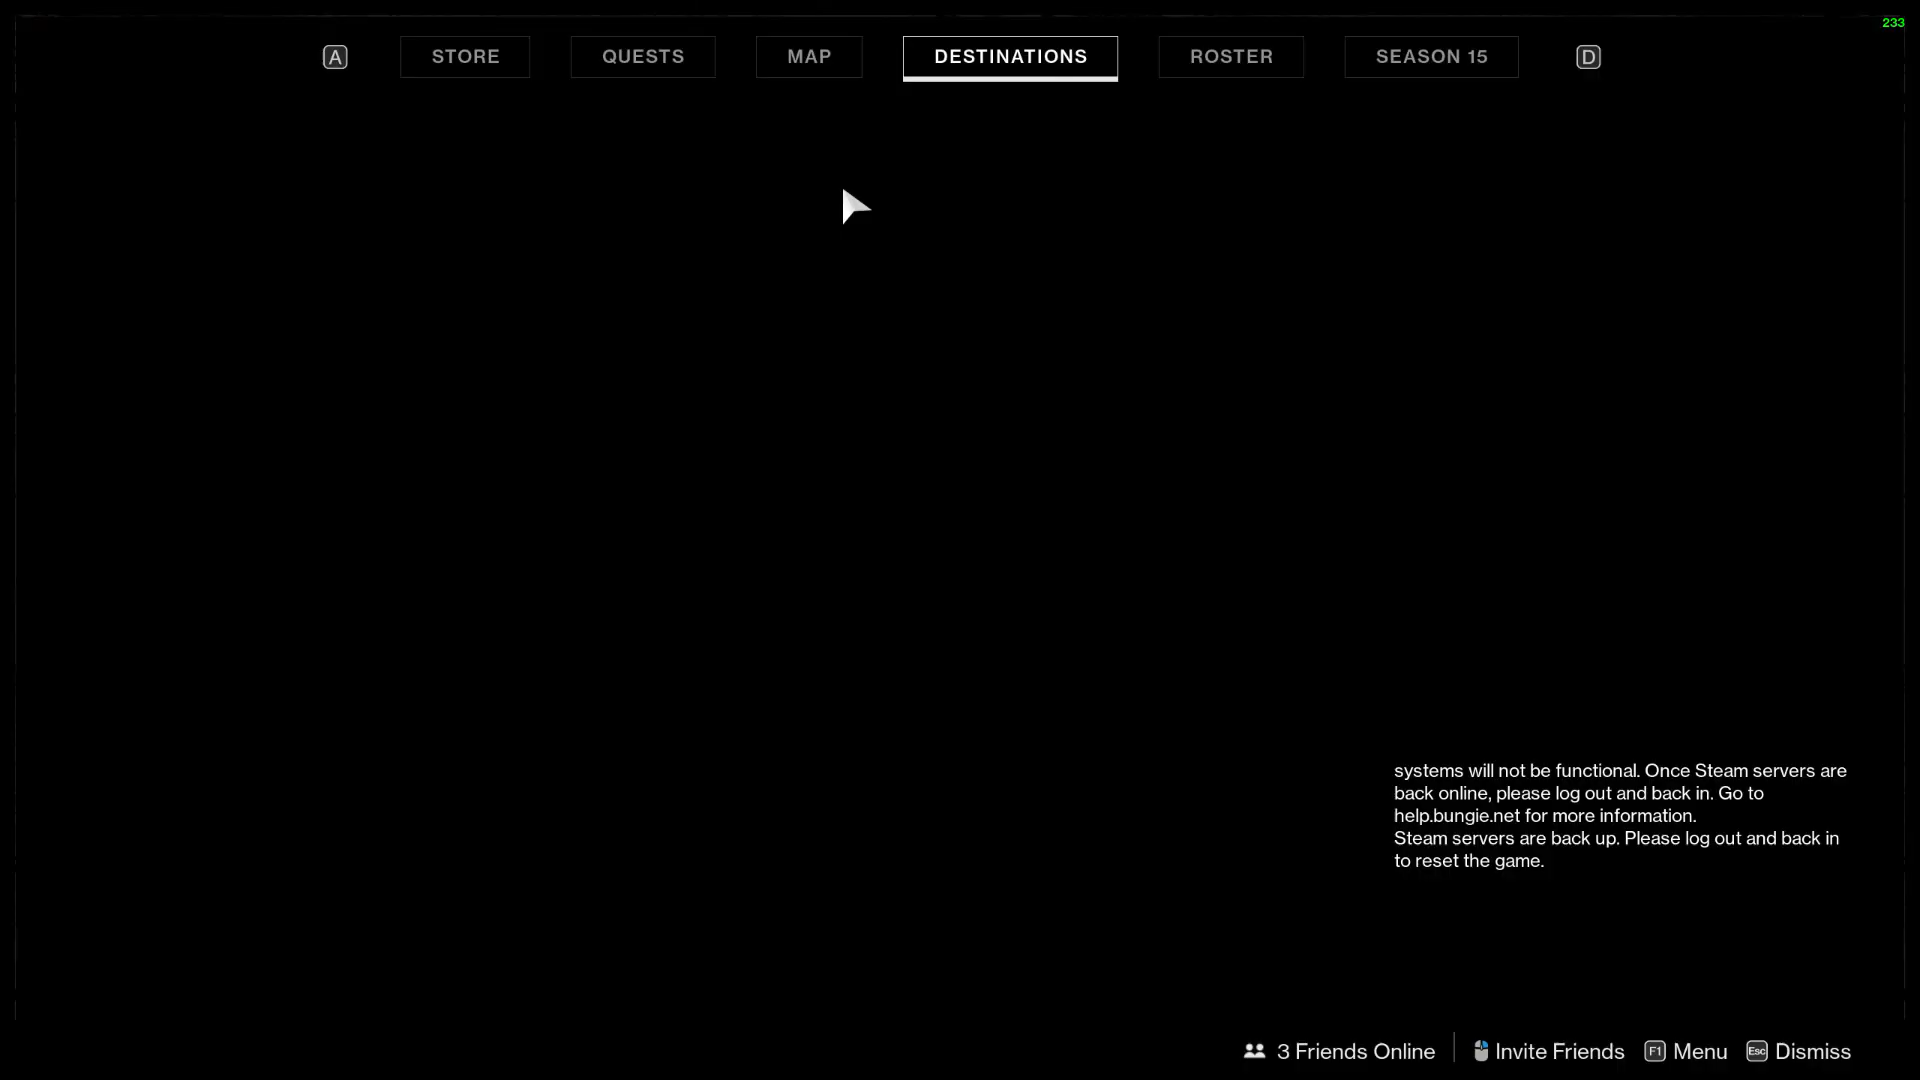 233
A STORE QUESTS MAP DESTINATIONS ROSTER SEASON 15 D
systems will not be functional. Once Steam servers are
back online, please log out and back in. Go to
help.bungie.net for more information.
Steam servers are back up. Please log out and back in
to reset the game.
3 Friends Online Invite Friends F1 Menu Esc Dismiss